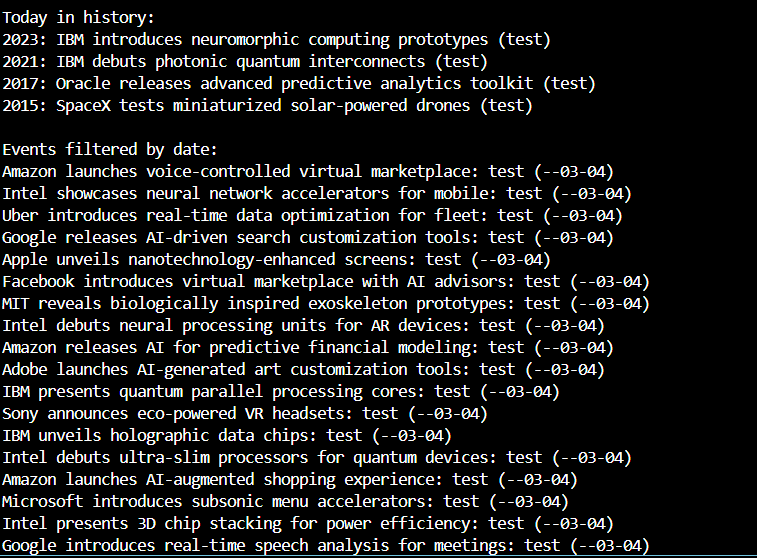 Today in history:
2023: IBM introduces neuromorphic computing prototypes (test)
2021: IBM debuts photonic quantum interconnects (test)
2017: Oracle releases advanced predictive analytics toolkit (test)
2015: SpaceX tests miniaturized solar-powered drones (test)
Events filtered by date:
Amazon launches voice-controlled virtual marketplace: test (--03-04)
Intel showcases neural network accelerators for mobile: test (--03-04)
Uber introduces real-time data optimization for fleet: test (--03-04)
Google releases AI-driven search customization tools: test (--03-04)
Apple unveils nanotechnology-enhanced screens: test (--03-04)
Facebook introduces virtual marketplace with AI advisors: test (--03-04)
MIT reveals biologically inspired exoskeleton prototypes: test (--03-04)
Intel debuts neural processing units for AR devices: test (--03-04)
Amazon releases AI for predictive financial modeling: test (--03-04)
Adobe launches AI-generated art customization tools: test (--03-04)
IBM presents quantum parallel processing cores: test (--03-04)
Sony announces eco-powered VR headsets: test (--03-04)
IBM unveils holographic data chips: test (--03-04)
Intel debuts ultra-slim processors for quantum devices: test (--03-04)
Amazon launches AI-augmented shopping experience: test (--03-04)
Microsoft introduces subsonic menu accelerators: test (--03-04)
Intel presents 3D chip stacking for power efficiency: test (--03-04)
Google introduces real-time speech analysis for meetings: test (--03-04)